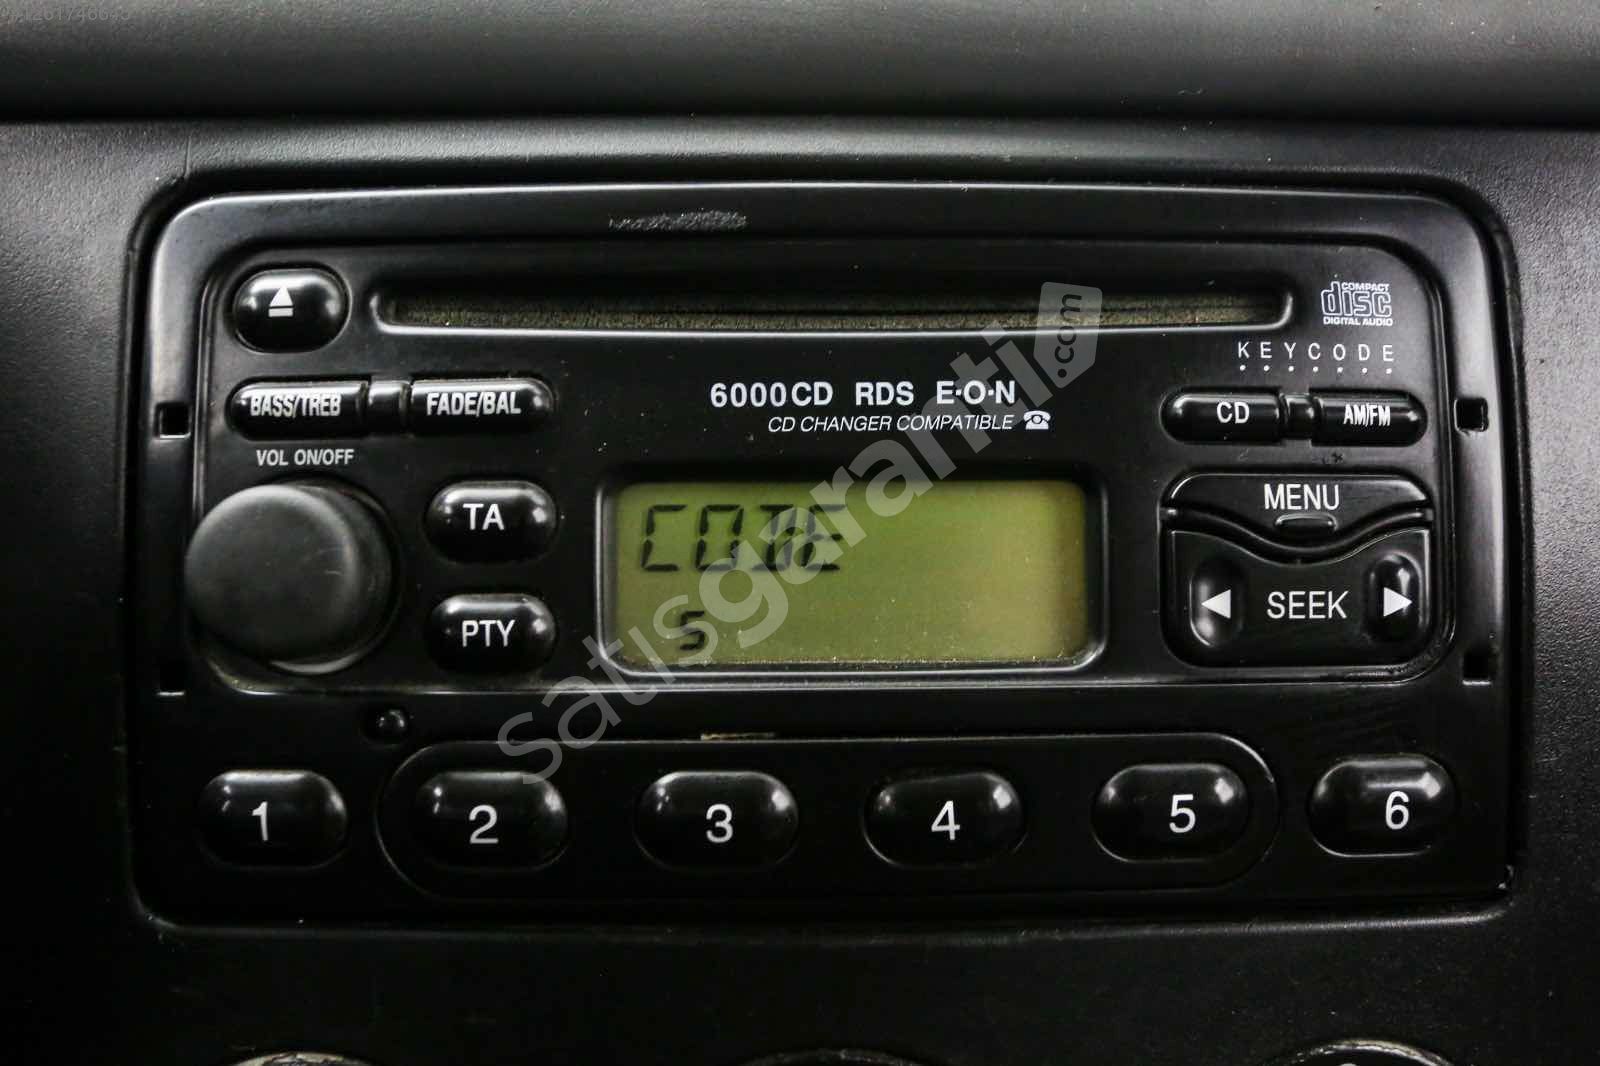 COMPACT
disc
DIGITAL AUDIO
KEYCODE
6000CD RDS E·O·N
CD CHANGER COMPATIBLE
BASS/TREB
FADE/BAL
CD
AM/FM
VOL ON/OFF
TA
PTY
CODE
5
MENU
SEEK
1
2
3
4
5
6
satısgaranti.com